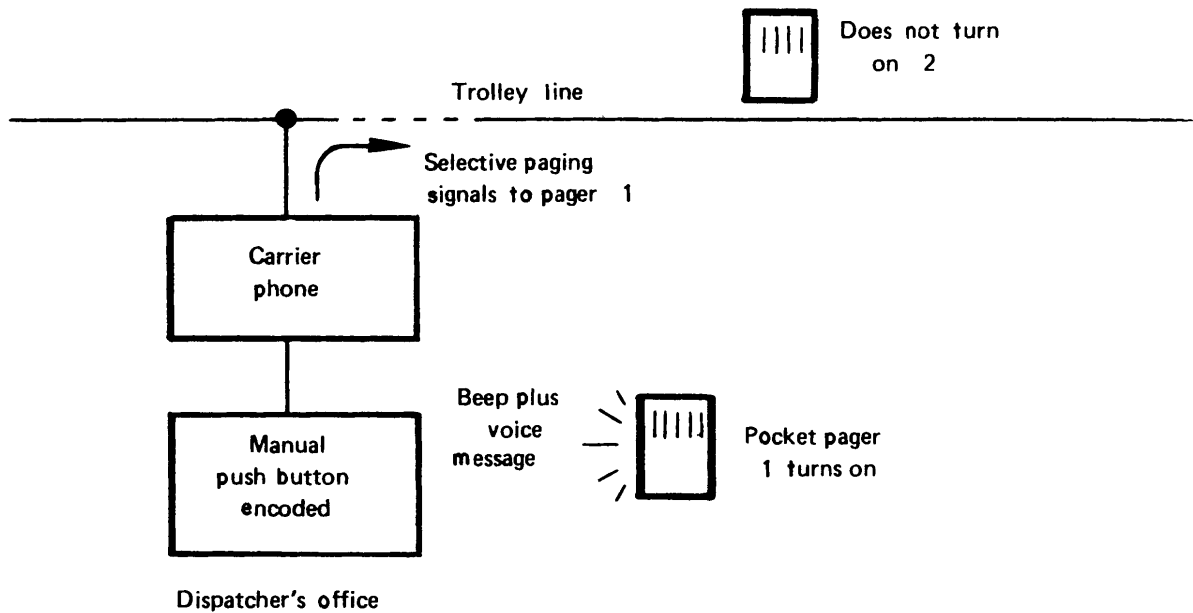 Does not turn
on 2
Trolley line
Selective paging
signals to pager 1
Carrier
phone
Beep plus
voice
message
Pocket pager
1 turns on
Manual
push button
encoded
Dispatcher's office